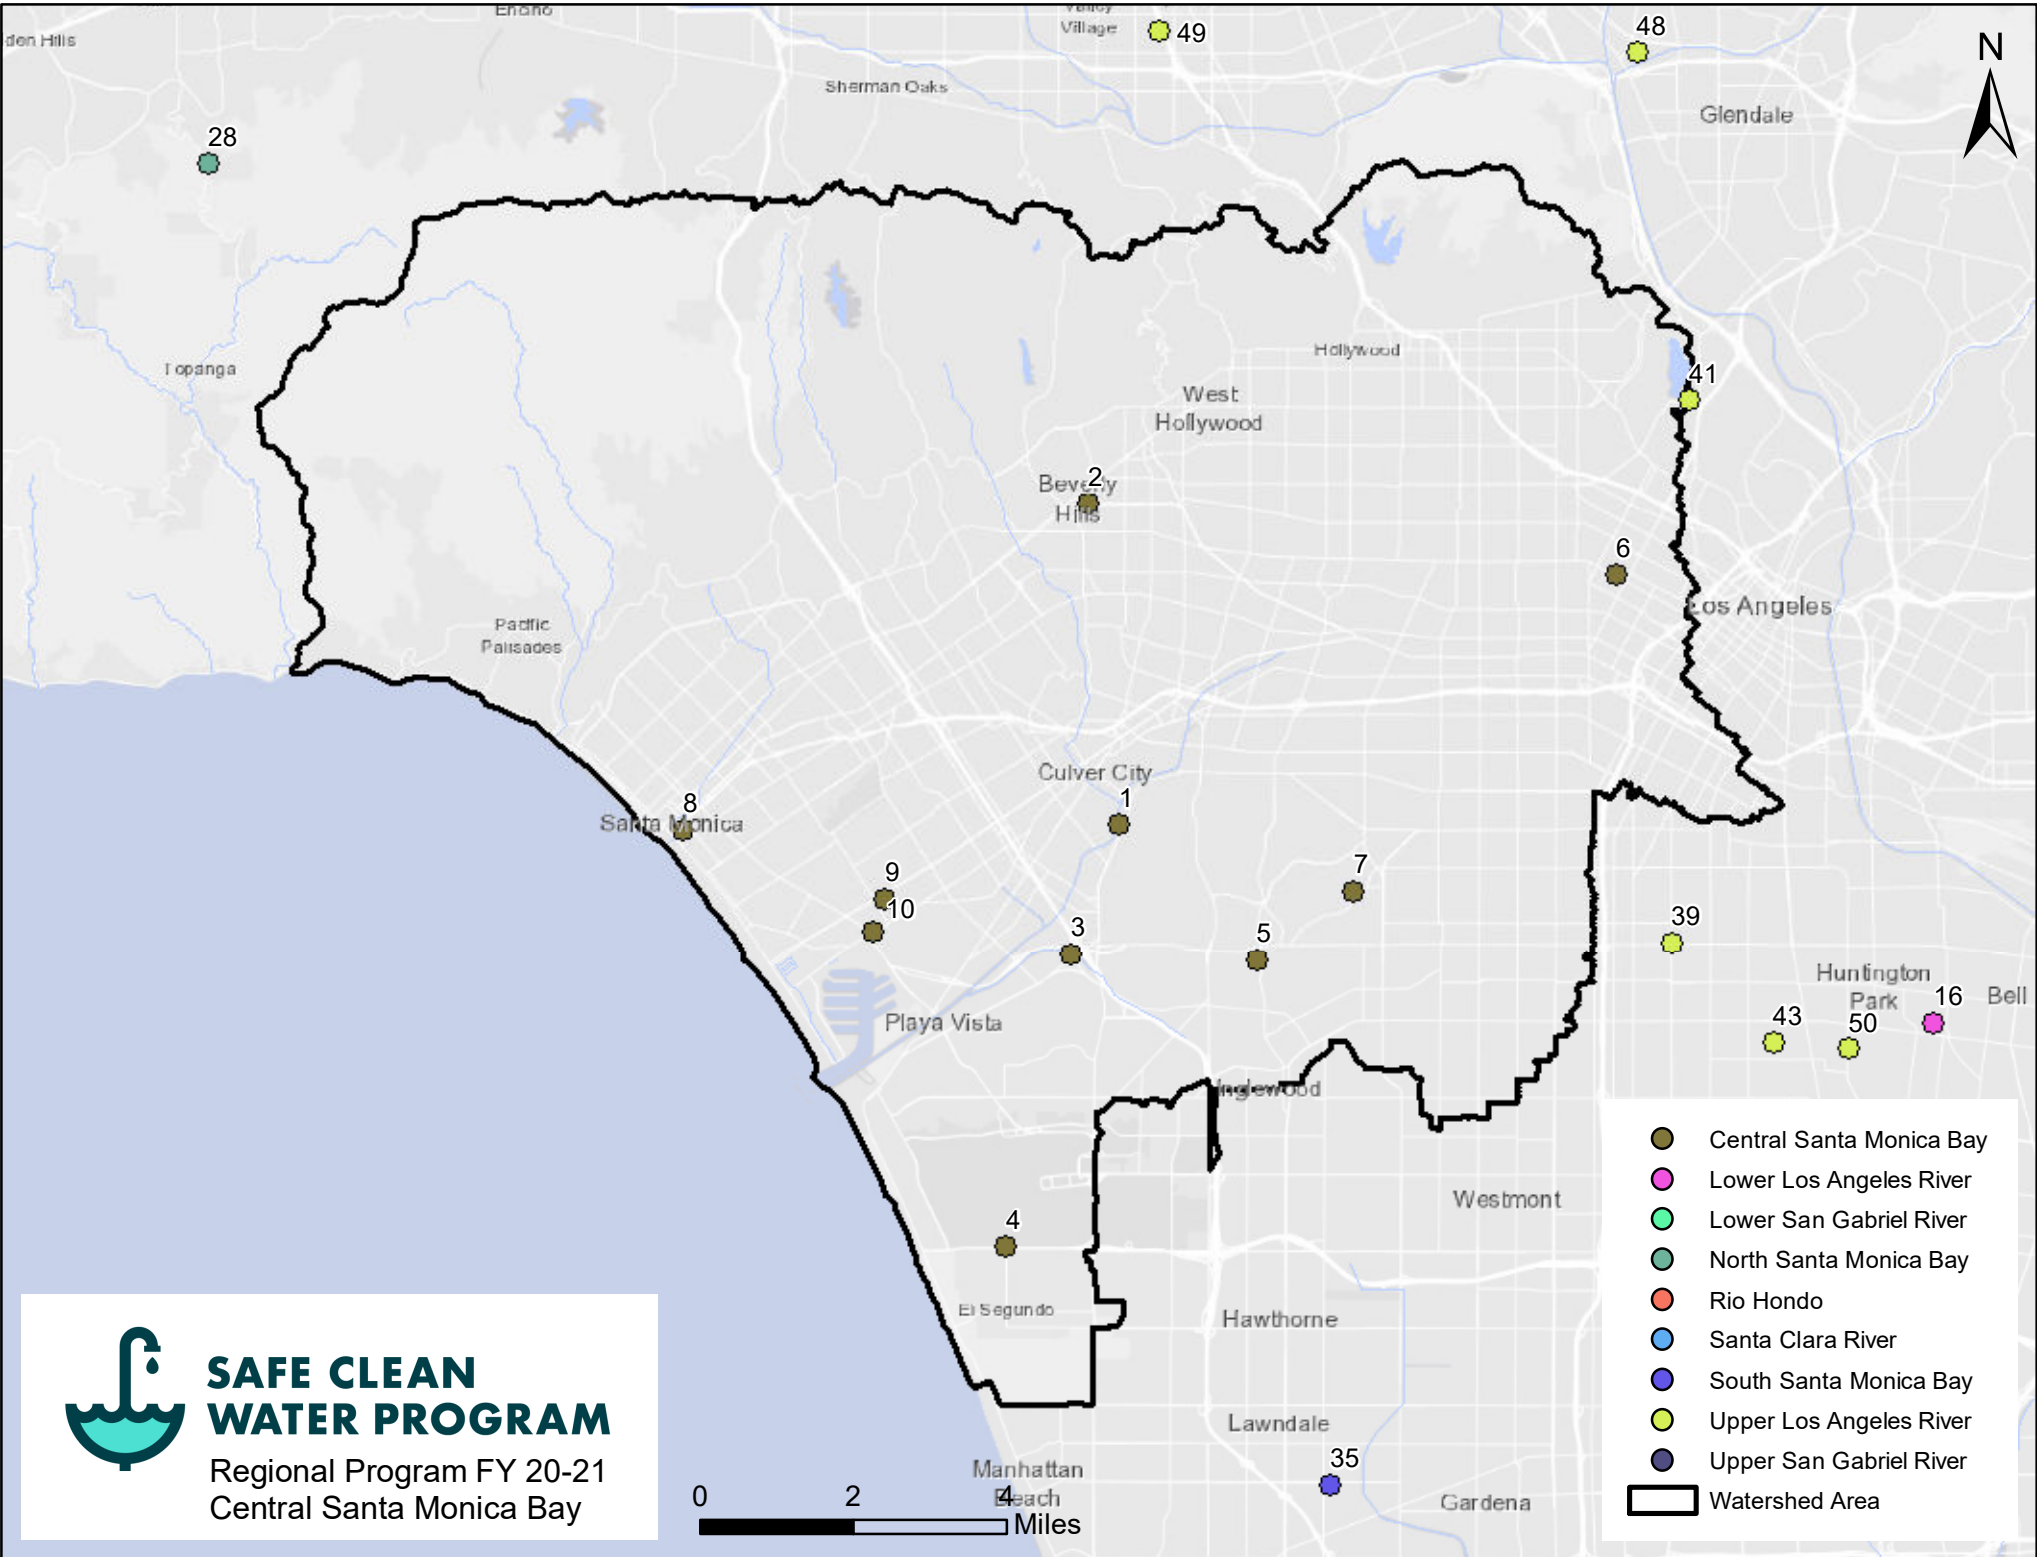 Encino
Valley
Village
49
48
N
den Hills
Sherman Oaks
Glendale
28
Topanga
Hollywood
41
West
Hollywood
2
Beverly
Hills
6
Los Angeles
Pacific
Palisades
Culver City
1
8
Santa Monica
9
10
7
3
5
39
Huntington
Park
16
Bell
43
50
Playa Vista
Inglewood
Westmont
4
El Segundo
Hawthorne
Lawndale
35
Manhattan
Beach
Gardena
Central Santa Monica Bay
Lower Los Angeles River
Lower San Gabriel River
North Santa Monica Bay
Rio Hondo
Santa Clara River
South Santa Monica Bay
Upper Los Angeles River
Upper San Gabriel River
Watershed Area
SAFE CLEAN
WATER PROGRAM
Regional Program FY 20-21
Central Santa Monica Bay
0 2 4
Miles